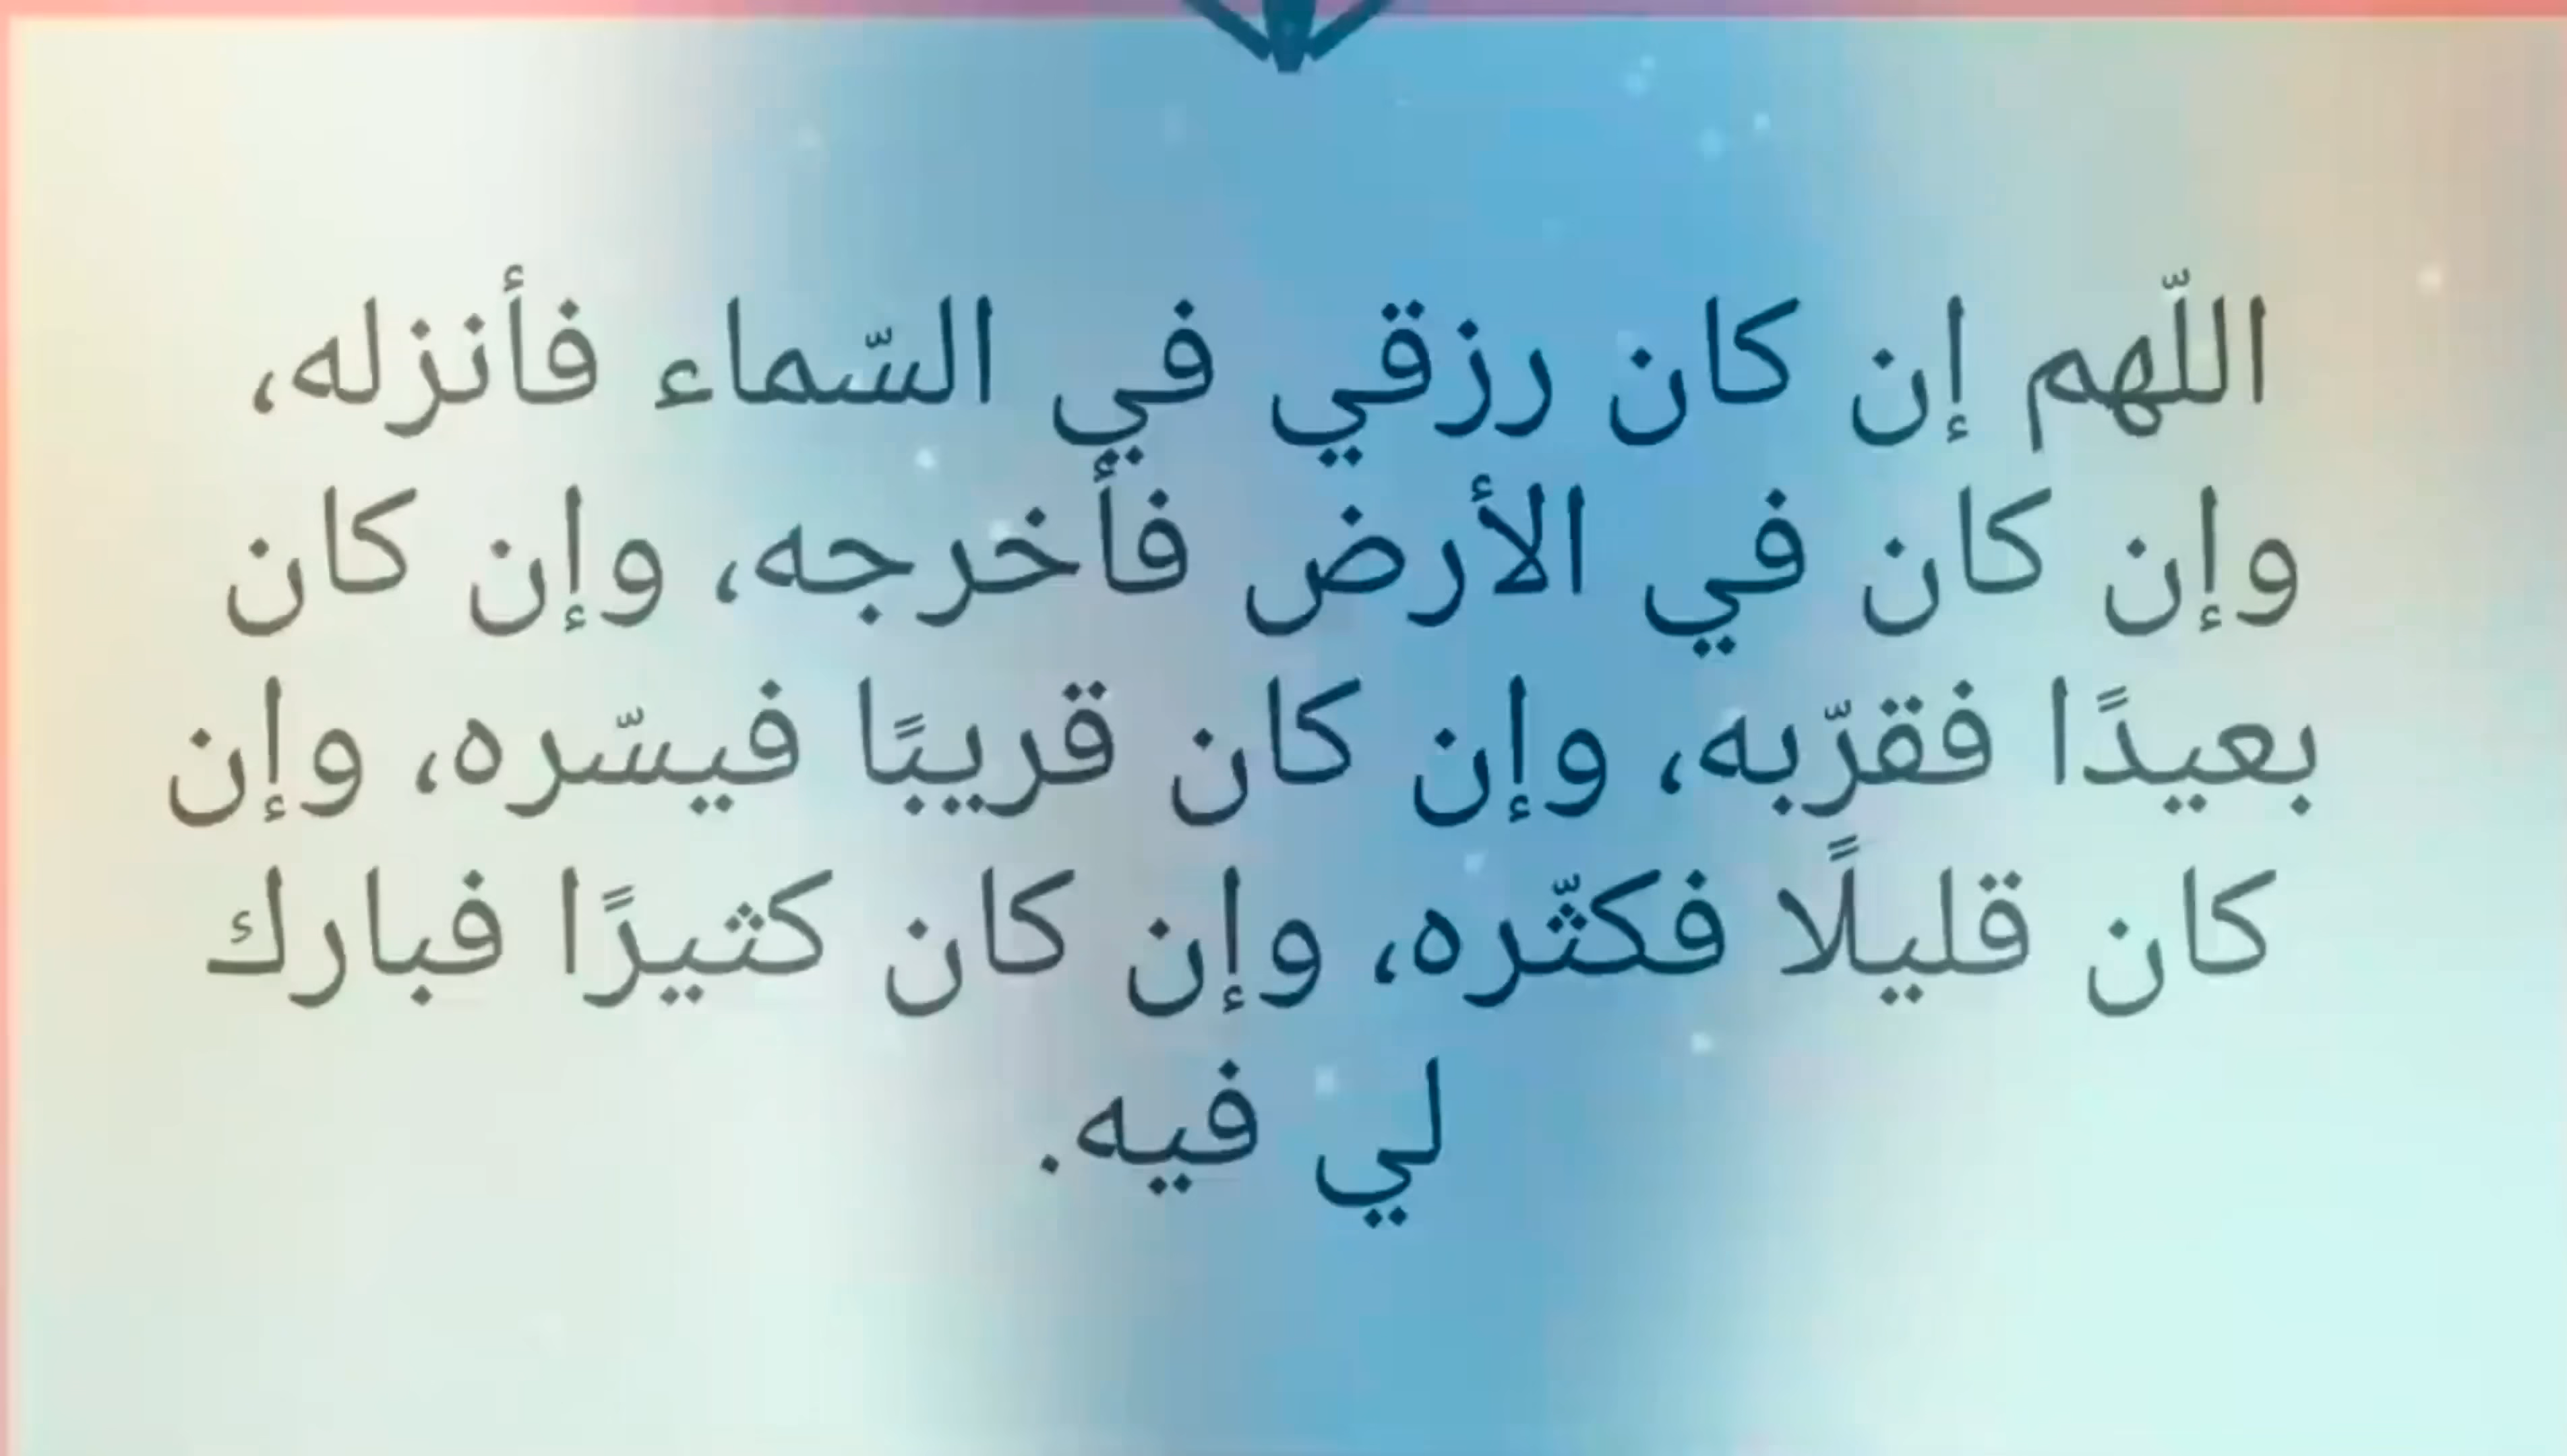 اللّهم إن كان رزقي في السّماء فأنزله،
وإن كان في الأرض فأخرجه، وإن كان
بعيدًا فقرّبه، وإن كان قريبًا فيسّره، وإن
كان قليلًا فكثّره، وإن كان كثيرًا فبارك
لي فيه.